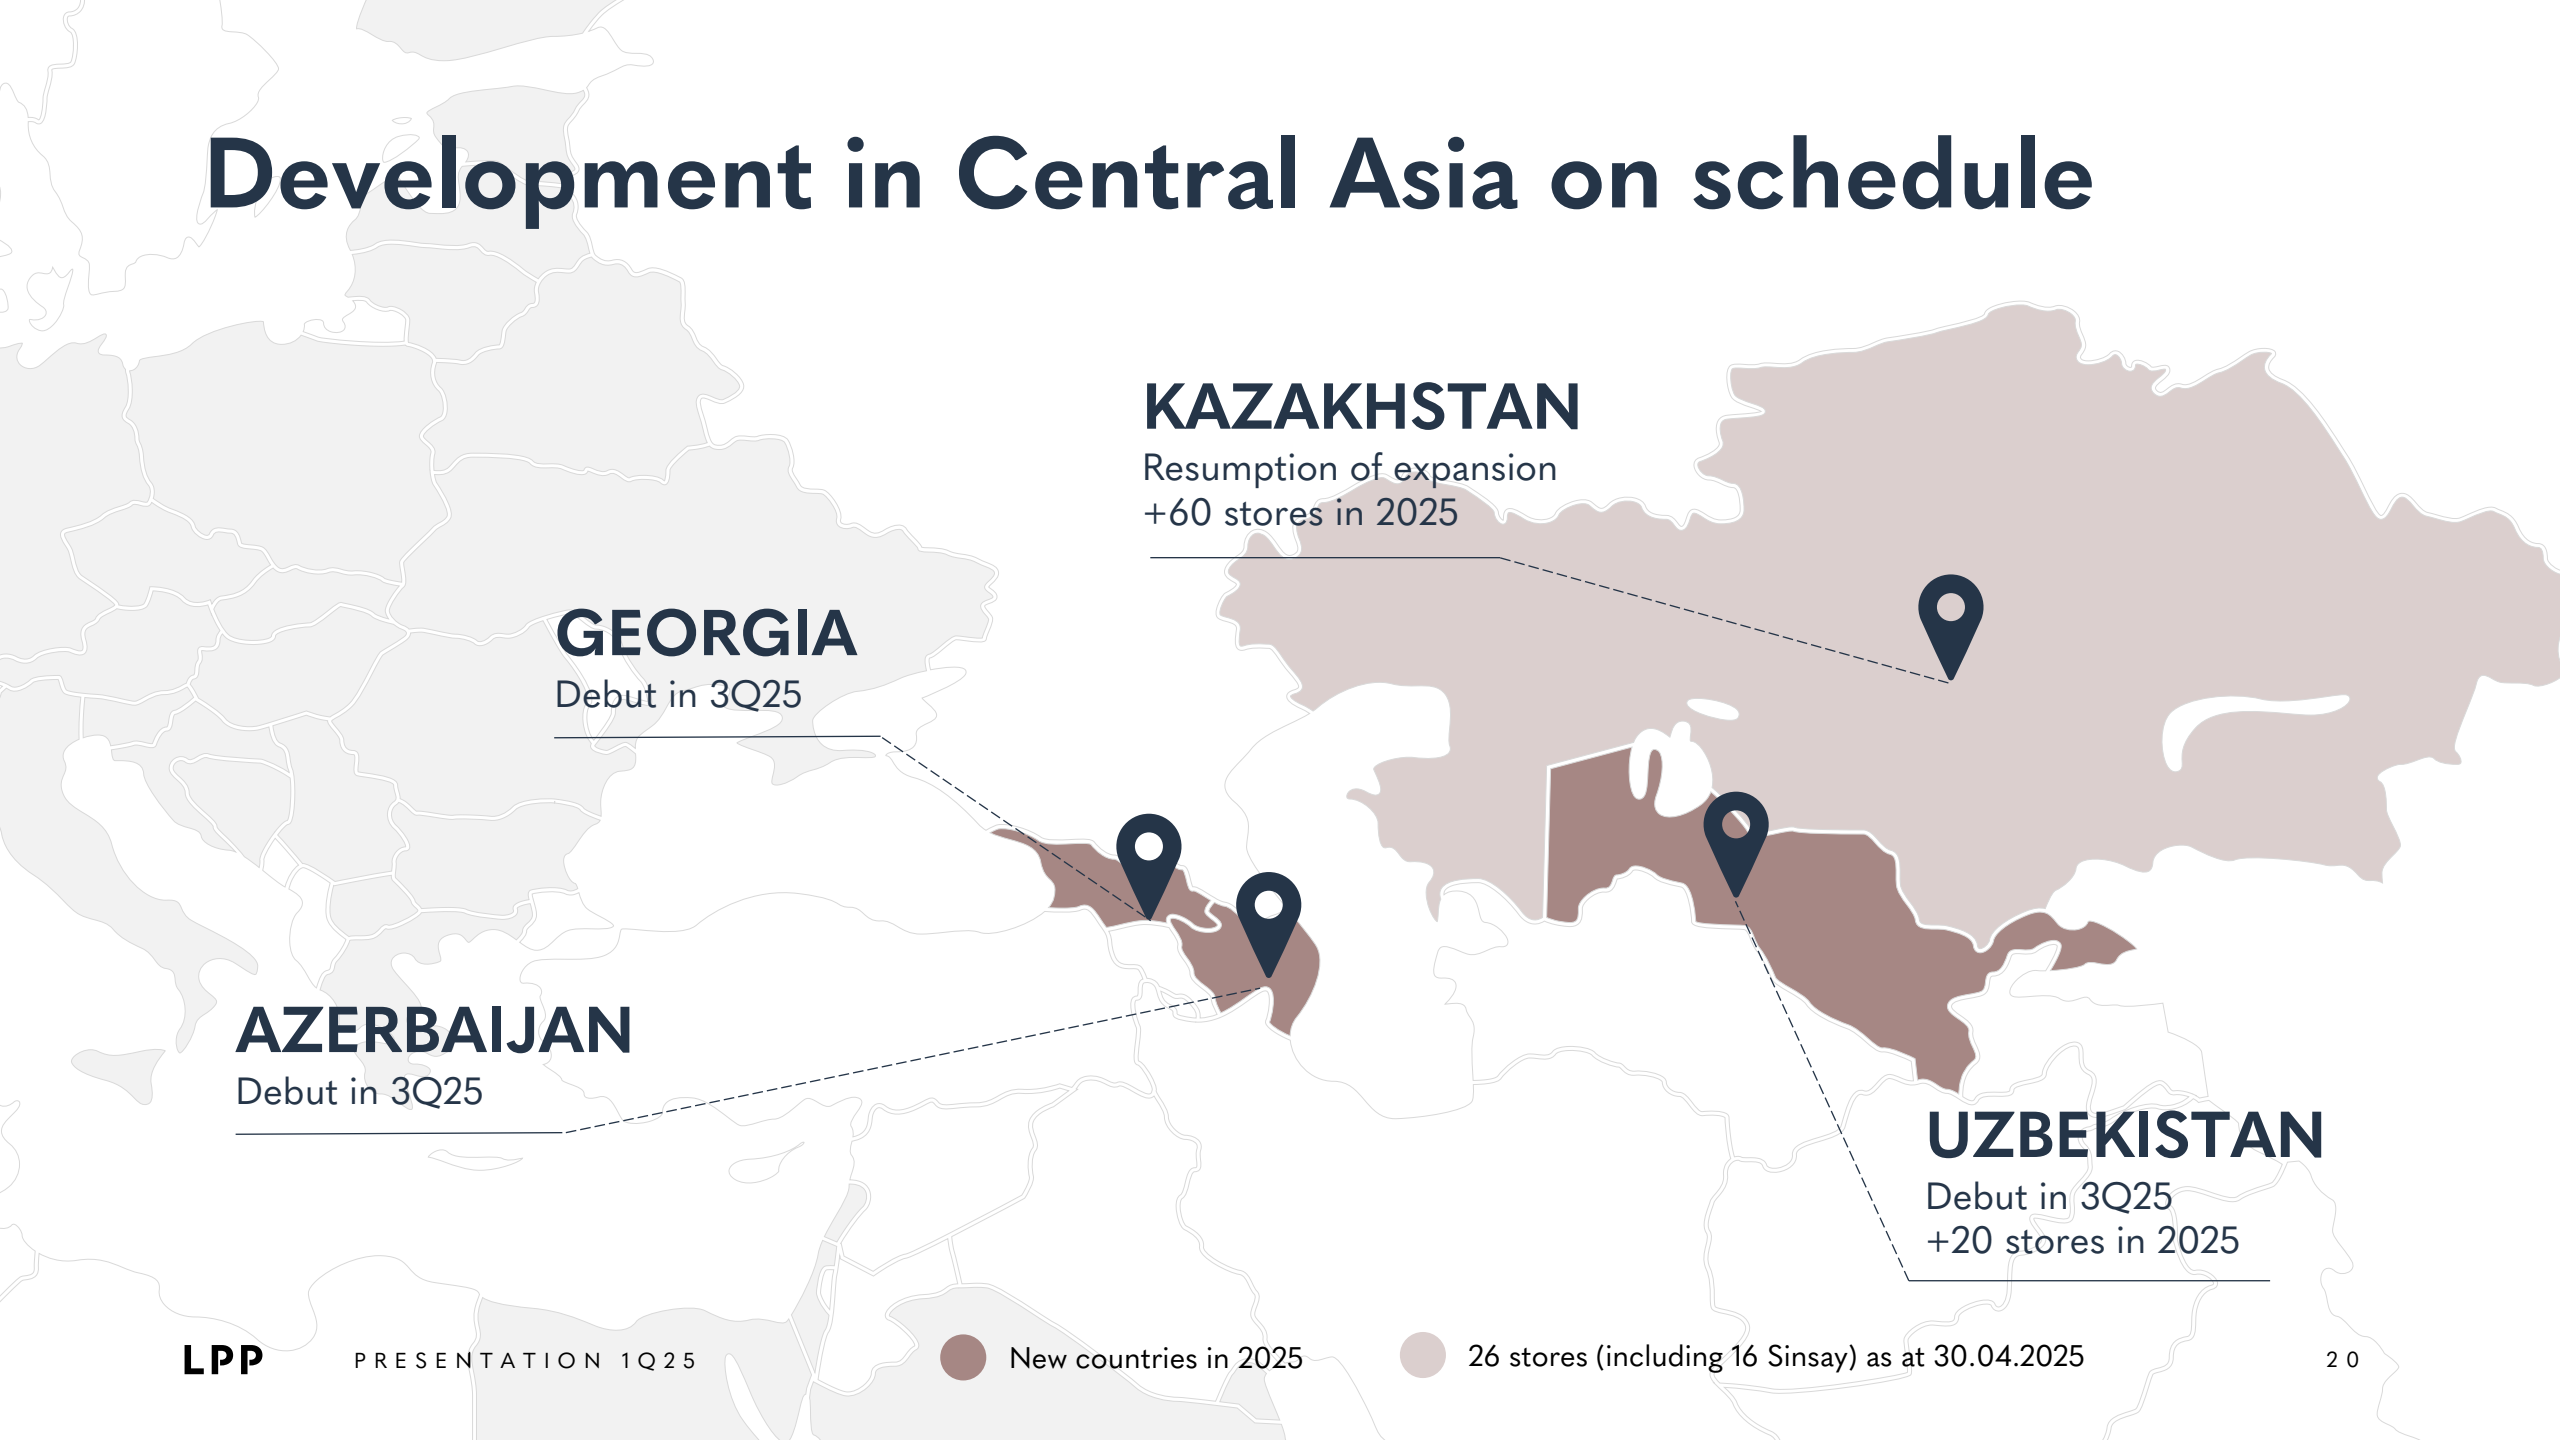 Development in Central Asia on schedule
KAZAKHSTAN
Resumption of expansion
+60 stores in 2025
GEORGIA
Debut in 3Q25
AZERBAIJAN
Debut in 3Q25
UZBEKISTAN
Debut in 3Q25
+20 stores in 2025
LPP
PRESENTATION 1Q25
New countries in 2025
26 stores (including 16 Sinsay) as at 30.04.2025
20